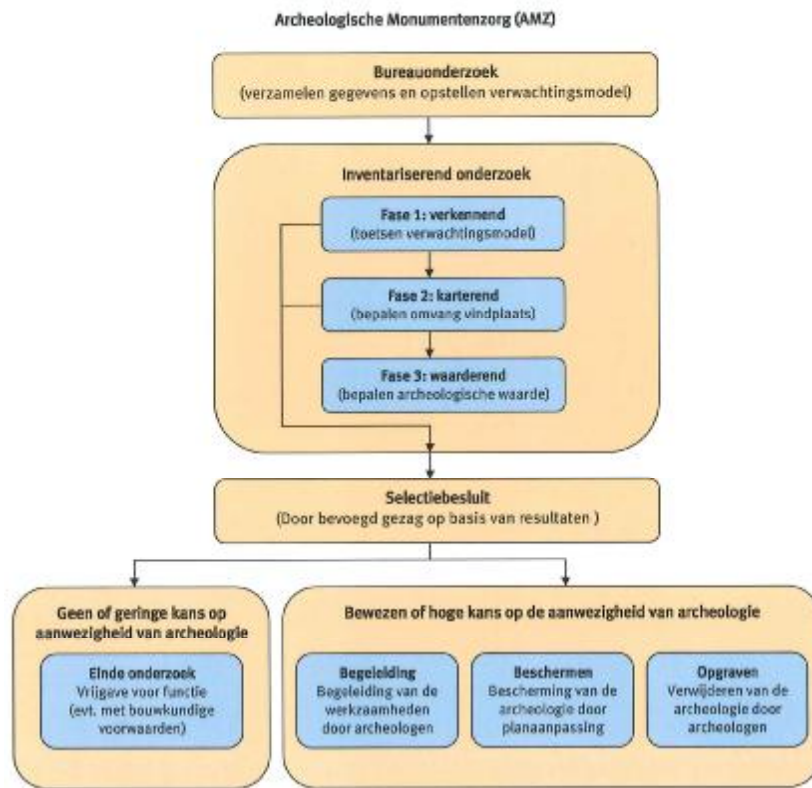 Archeologische Monumentenzorg (AMZ)
Bureauonderzoek
(verzamelen gegevens en opstellen verwachtingsmodel)
Inventariserend onderzoek
Fase 1: verkennend
(toetsen verwachtingsmodel)
Fase 2: karterend
(bepalen omvang vindplaats)
Fase 3: waarderend
(bepalen archeologische waarde)
Selectiebesluit
(Door bevoegd gezag op basis van resultaten )
Geen of geringe kans op
aanwezigheid van archeologie
Einde onderzoek
Vrijgave voor functie
(evt. met bouwkundige
voorwaarden)
Bewezen of hoge kans op de aanwezigheid van archeologie
Begeleiding
Begeleiding van de
werkzaamheden
door archeologen
Beschermen
Bescherming van de
archeologie door
planaanpassing
Opgraven
Verwijderen van de
archeologie door
archeologen